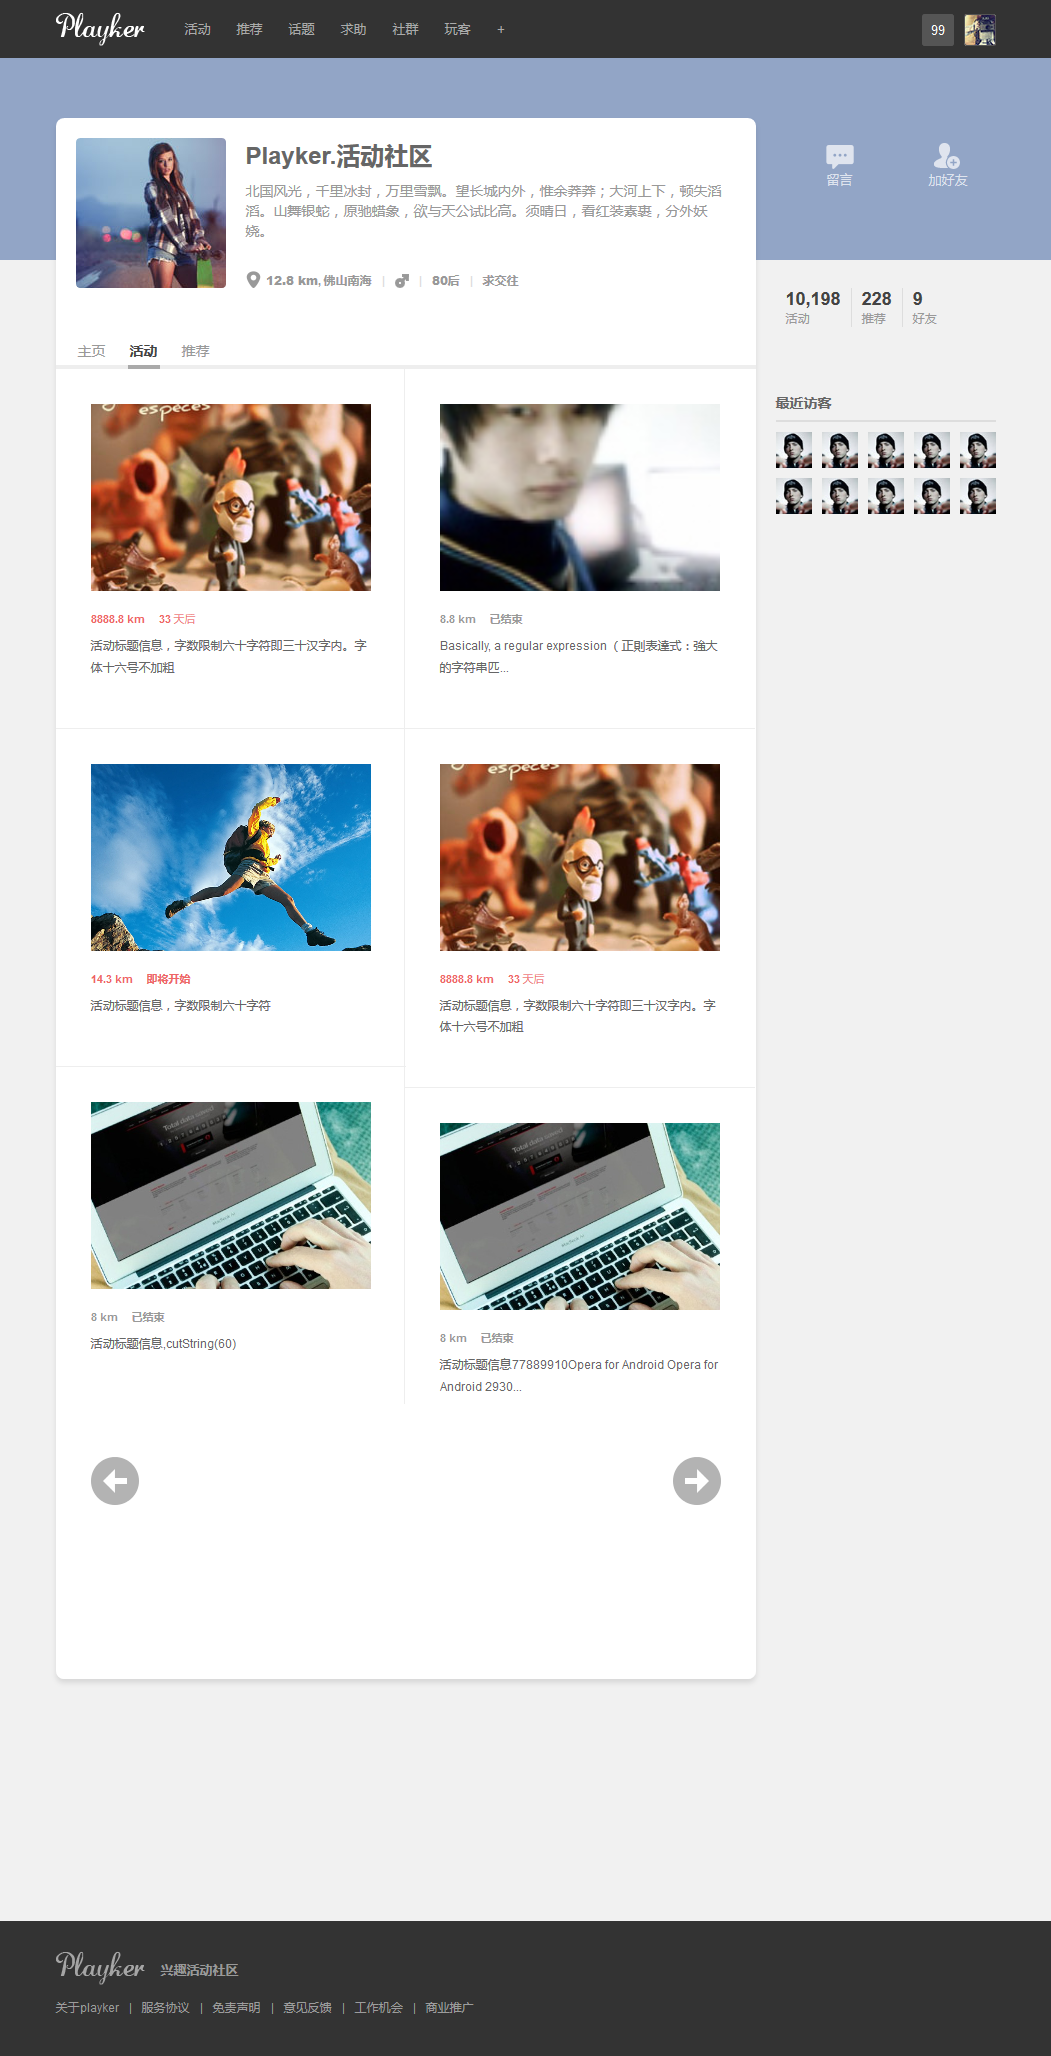 Playker 活动 推荐 话题 求助 社群 玩客 + 99
Playker.活动社区
北国风光，千里冰封，万里雪飘。望长城内外，惟余莽莽；大河上下，顿失滔
滔。山舞银蛇，原驰蜡象，欲与天公试比高。须晴日，看红装素裹，分外妖
娆。
12.8 km, 佛山南海 | | 80后 | 求交往
留言 加好友
10,198 228 9
活动 推荐 好友
主页 活动 推荐
最近访客
especes
8888.8 km 33 天后
活动标题信息，字数限制六十字符即三十汉字内。字
体十六号不加粗
8.8 km 已结束
Basically, a regular expression（正則表達式：強大
的字符串匹...
14.3 km 即将开始
活动标题信息，字数限制六十字符
especes
8888.8 km 33 天后
活动标题信息，字数限制六十字符即三十汉字内。字
体十六号不加粗
Total data saved
8 km 已结束
活动标题信息,cutString(60)
Total data saved
8 km 已结束
活动标题信息77889910Opera for Android Opera for
Android 2930...
Playker 兴趣活动社区
关于playker | 服务协议 | 免责声明 | 意见反馈 | 工作机会 | 商业推广